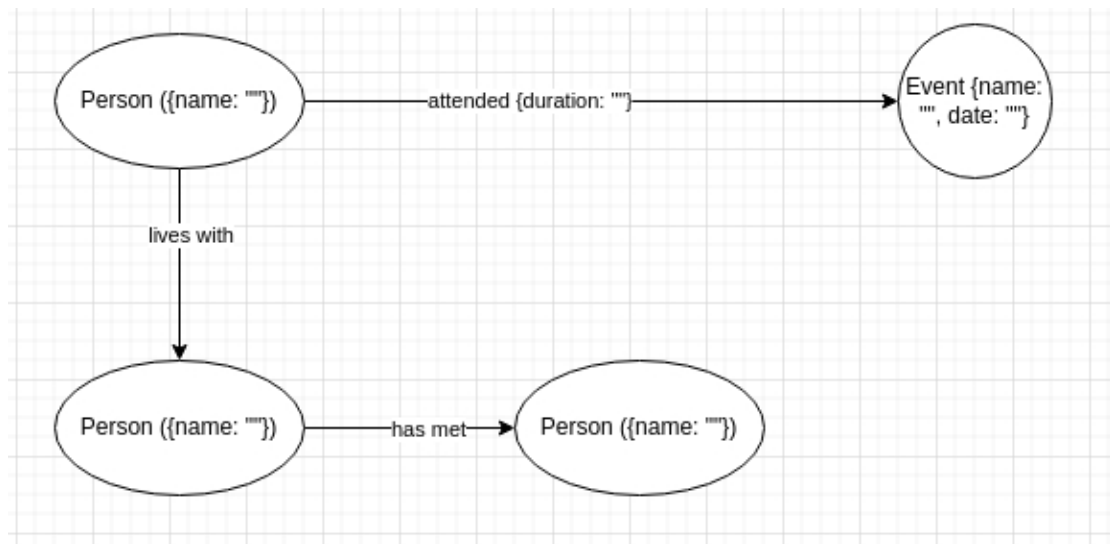 Person ({name: ""})
attended {duration: ""}
Event {name:
"", date: ""}
lives with
Person ({name: ""})
has met
Person ({name: ""})